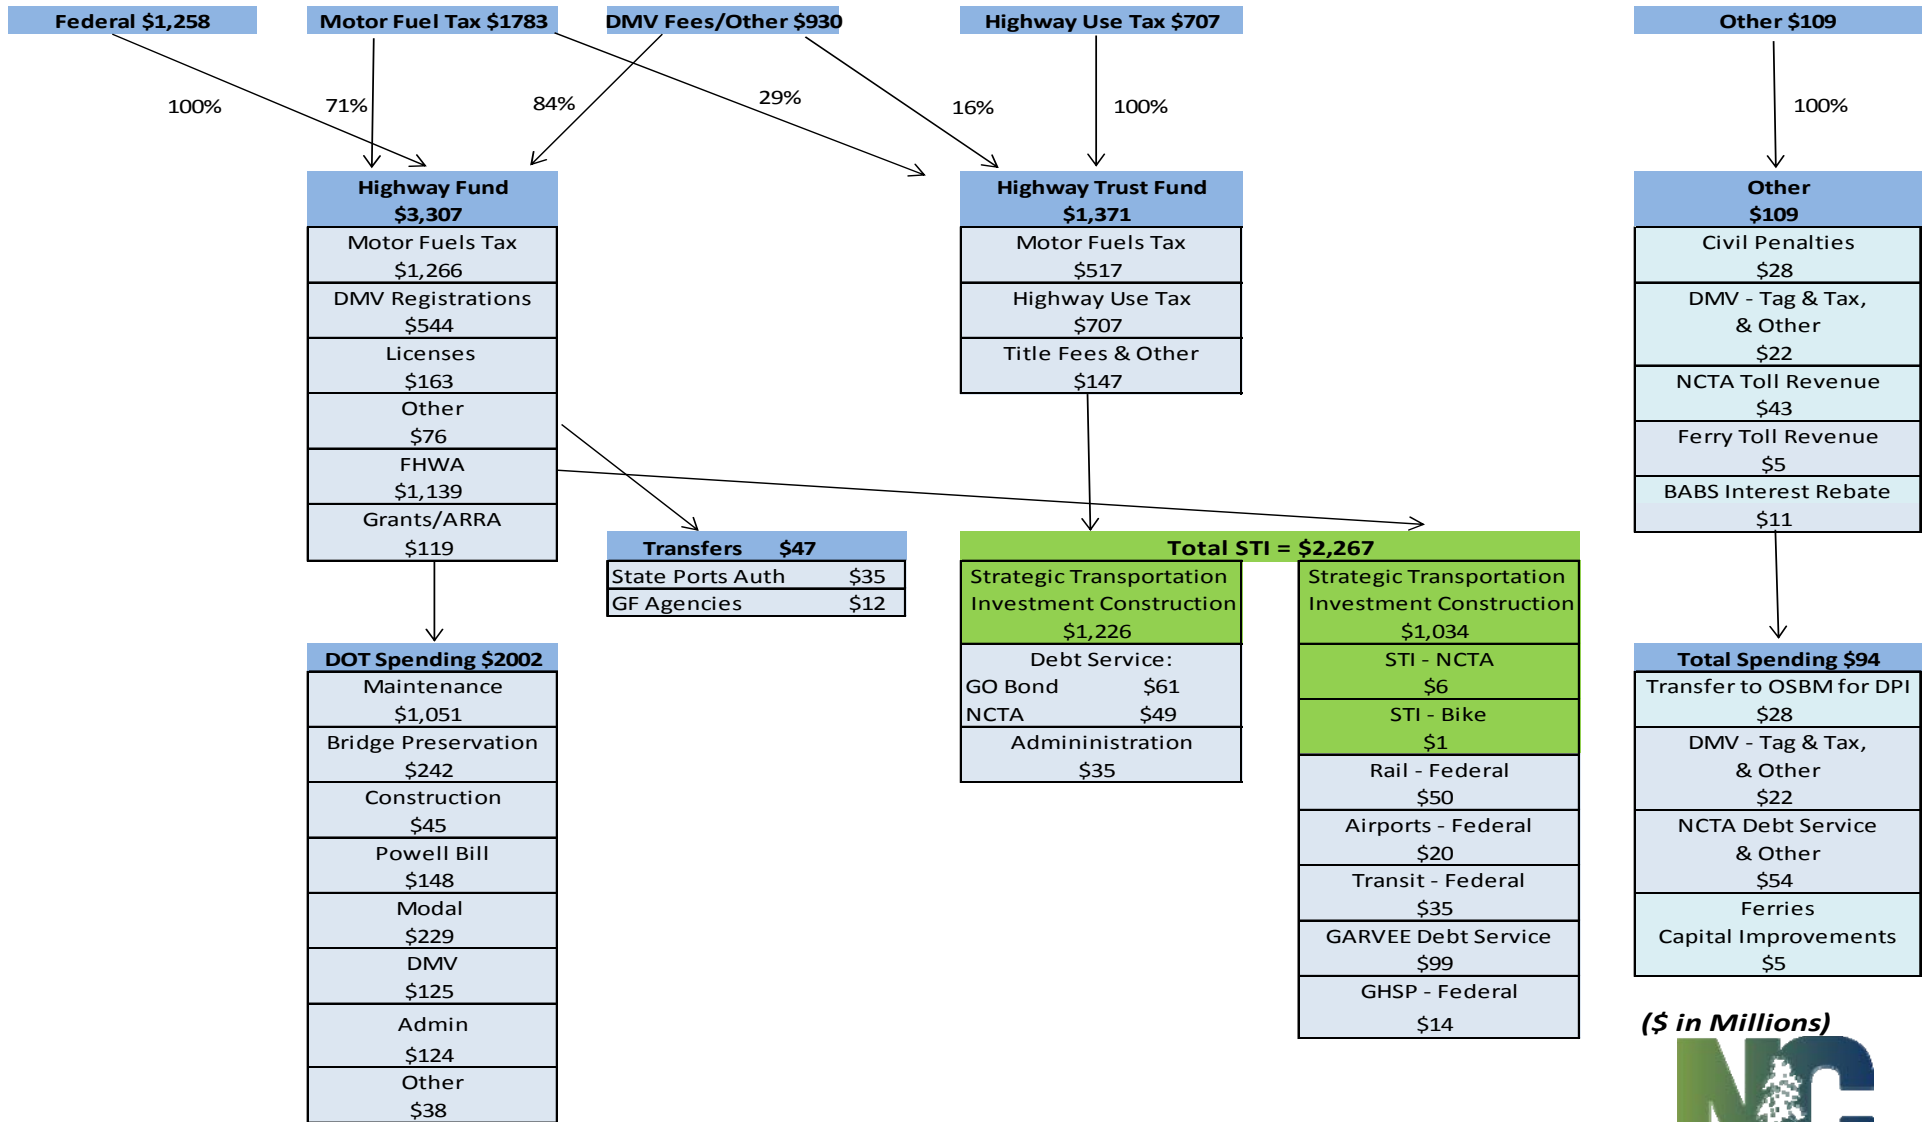 Federal $1,258
Motor Fuel Tax $1783
DMV Fees/Other $930
Highway Use Tax $707
Other $109
100%
71%
84%
29%
16%
100%
100%
Highway Fund
$3,307
Motor Fuels Tax
$1,266
DMV Registrations
$544
Licenses
$163
Other
$76
FHWA
$1,139
Grants/ARRA
$119
Highway Trust Fund
$1,371
Motor Fuels Tax
$517
Highway Use Tax
$707
Title Fees & Other
$147
Other
$109
Civil Penalties
$28
DMV - Tag & Tax,
& Other
$22
NCTA Toll Revenue
$43
Ferry Toll Revenue
$5
BABS Interest Rebate
$11
Transfers $47
State Ports Auth $35
GF Agencies $12
Total STI = $2,267
Strategic Transportation
Investment Construction
$1,226
Debt Service:
GO Bond $61
NCTA $49
Admininistration
$35
Strategic Transportation
Investment Construction
$1,034
STI - NCTA
$6
STI - Bike
$1
Rail - Federal
$50
Airports - Federal
$20
Transit - Federal
$35
GARVEE Debt Service
$99
GHSP - Federal
$14
DOT Spending $2002
Maintenance
$1,051
Bridge Preservation
$242
Construction
$45
Powell Bill
$148
Modal
$229
DMV
$125
Admin
$124
Other
$38
Total Spending $94
Transfer to OSBM for DPI
$28
DMV - Tag & Tax,
& Other
$22
NCTA Debt Service
& Other
$54
Ferries
Capital Improvements
$5
($ in Millions)
NC